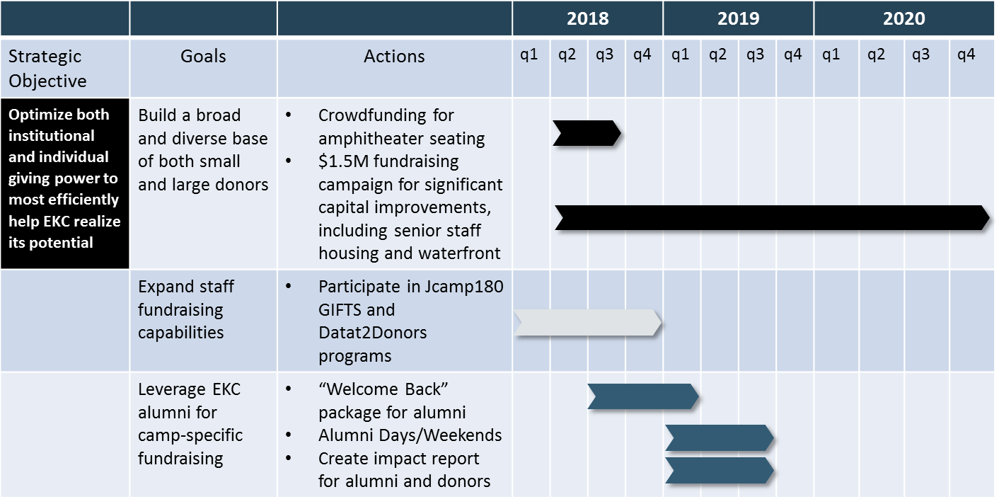 2018 2019 2020
Strategic
Objective
Goals
Actions
q1 q2 q3 q4 q1 q2 q3 q4 q1 q2 q3 q4
Optimize both
institutional
and individual
giving power to
most efficiently
help EKC realize
its potential
Build a broad
and diverse base
of both small
and large donors
• Crowdfunding for
amphitheater seating
• $1.5M fundraising
campaign for significant
capital improvements,
including senior staff
housing and waterfront
Expand staff
fundraising
capabilities
• Participate in Jcamp180
GIFTS and
Datat2Donors
programs
Leverage EKC
alumni for
camp-specific
fundraising
• “Welcome Back”
package for alumni
• Alumni Days/Weekends
• Create impact report
for alumni and donors